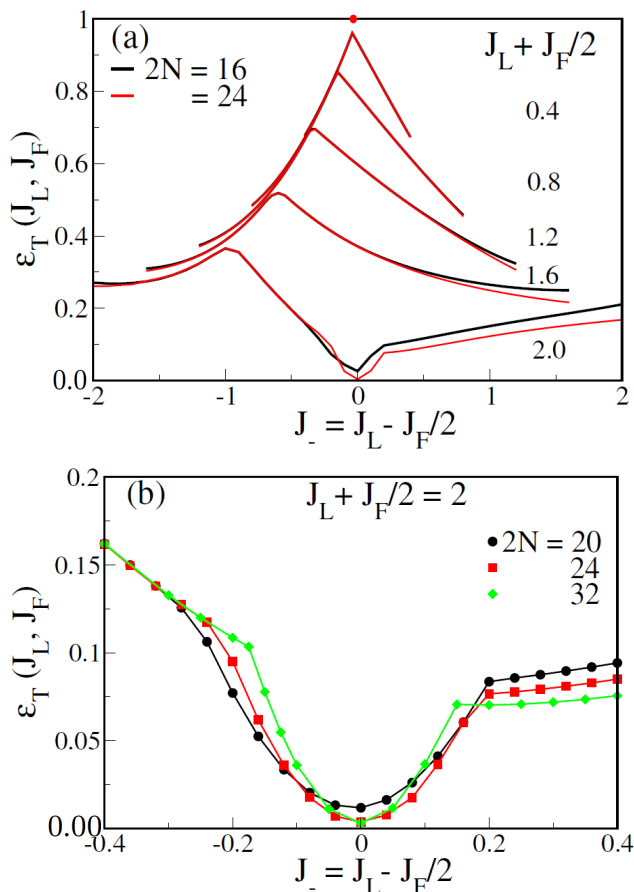 (a)
J_L + J_F/2
2N = 16
= 24
0.4
0.8
1.2
1.6
2.0
ε_T (J_L, J_F)
1
0.8
0.6
0.4
0.2
0.0
-2
-1
0
1
2
J_- = J_L - J_F/2
(b)
J_L + J_F/2 = 2
2N = 20
24
32
ε_T (J_L, J_F)
0.2
0.15
0.1
0.05
0.00
-0.4
-0.2
0
0.2
0.4
J_- = J_L - J_F/2